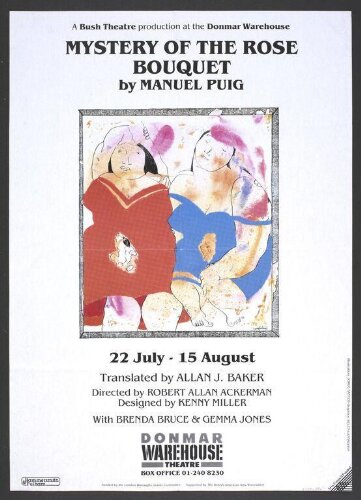 A Bush Theatre production at the Donmar Warehouse
MYSTERY OF THE ROSE
BOUQUET
by MANUEL PUIG
22 July - 15 August
Translated by ALLAN J. BAKER
Directed by ROBERT ALLAN ACKERMAN
Designed by KENNY MILLER
With BRENDA BRUCE & GEMMA JONES
DONMAR
WAREHOUSE
THEATRE
BOX OFFICE 01-240 8230